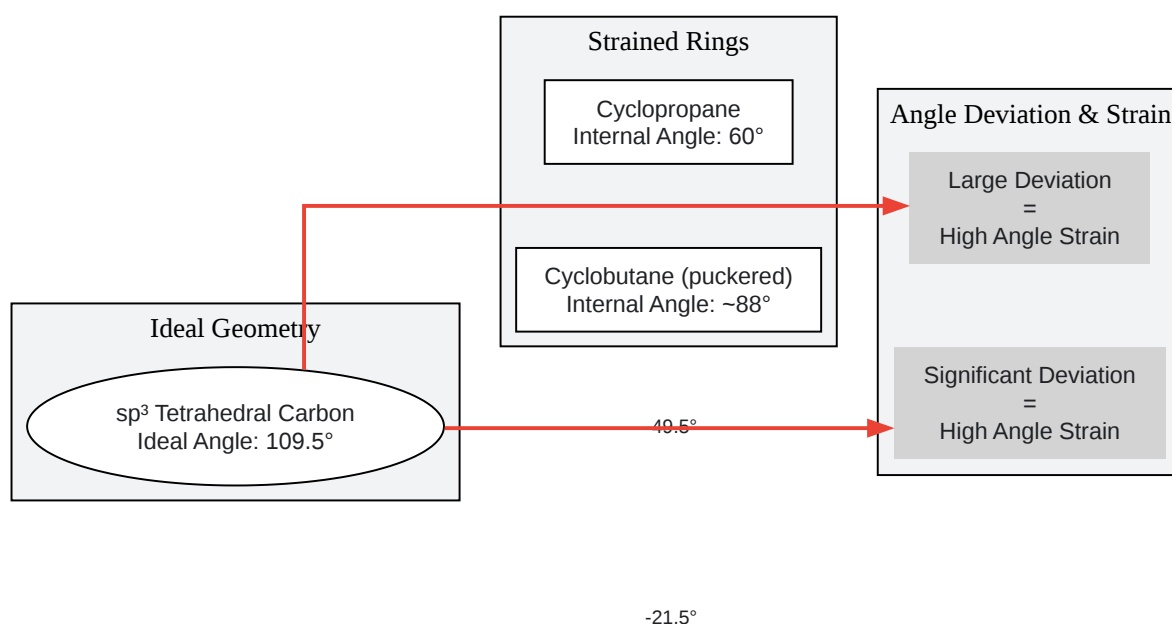 Strained Rings
Cyclopropane
Internal Angle: 60°
Cyclobutane (puckered)
Internal Angle: ~88°
Angle Deviation & Strain
Large Deviation
=
High Angle Strain
Significant Deviation
=
High Angle Strain
Ideal Geometry
sp³ Tetrahedral Carbon
Ideal Angle: 109.5°
-49.5°
-21.5°